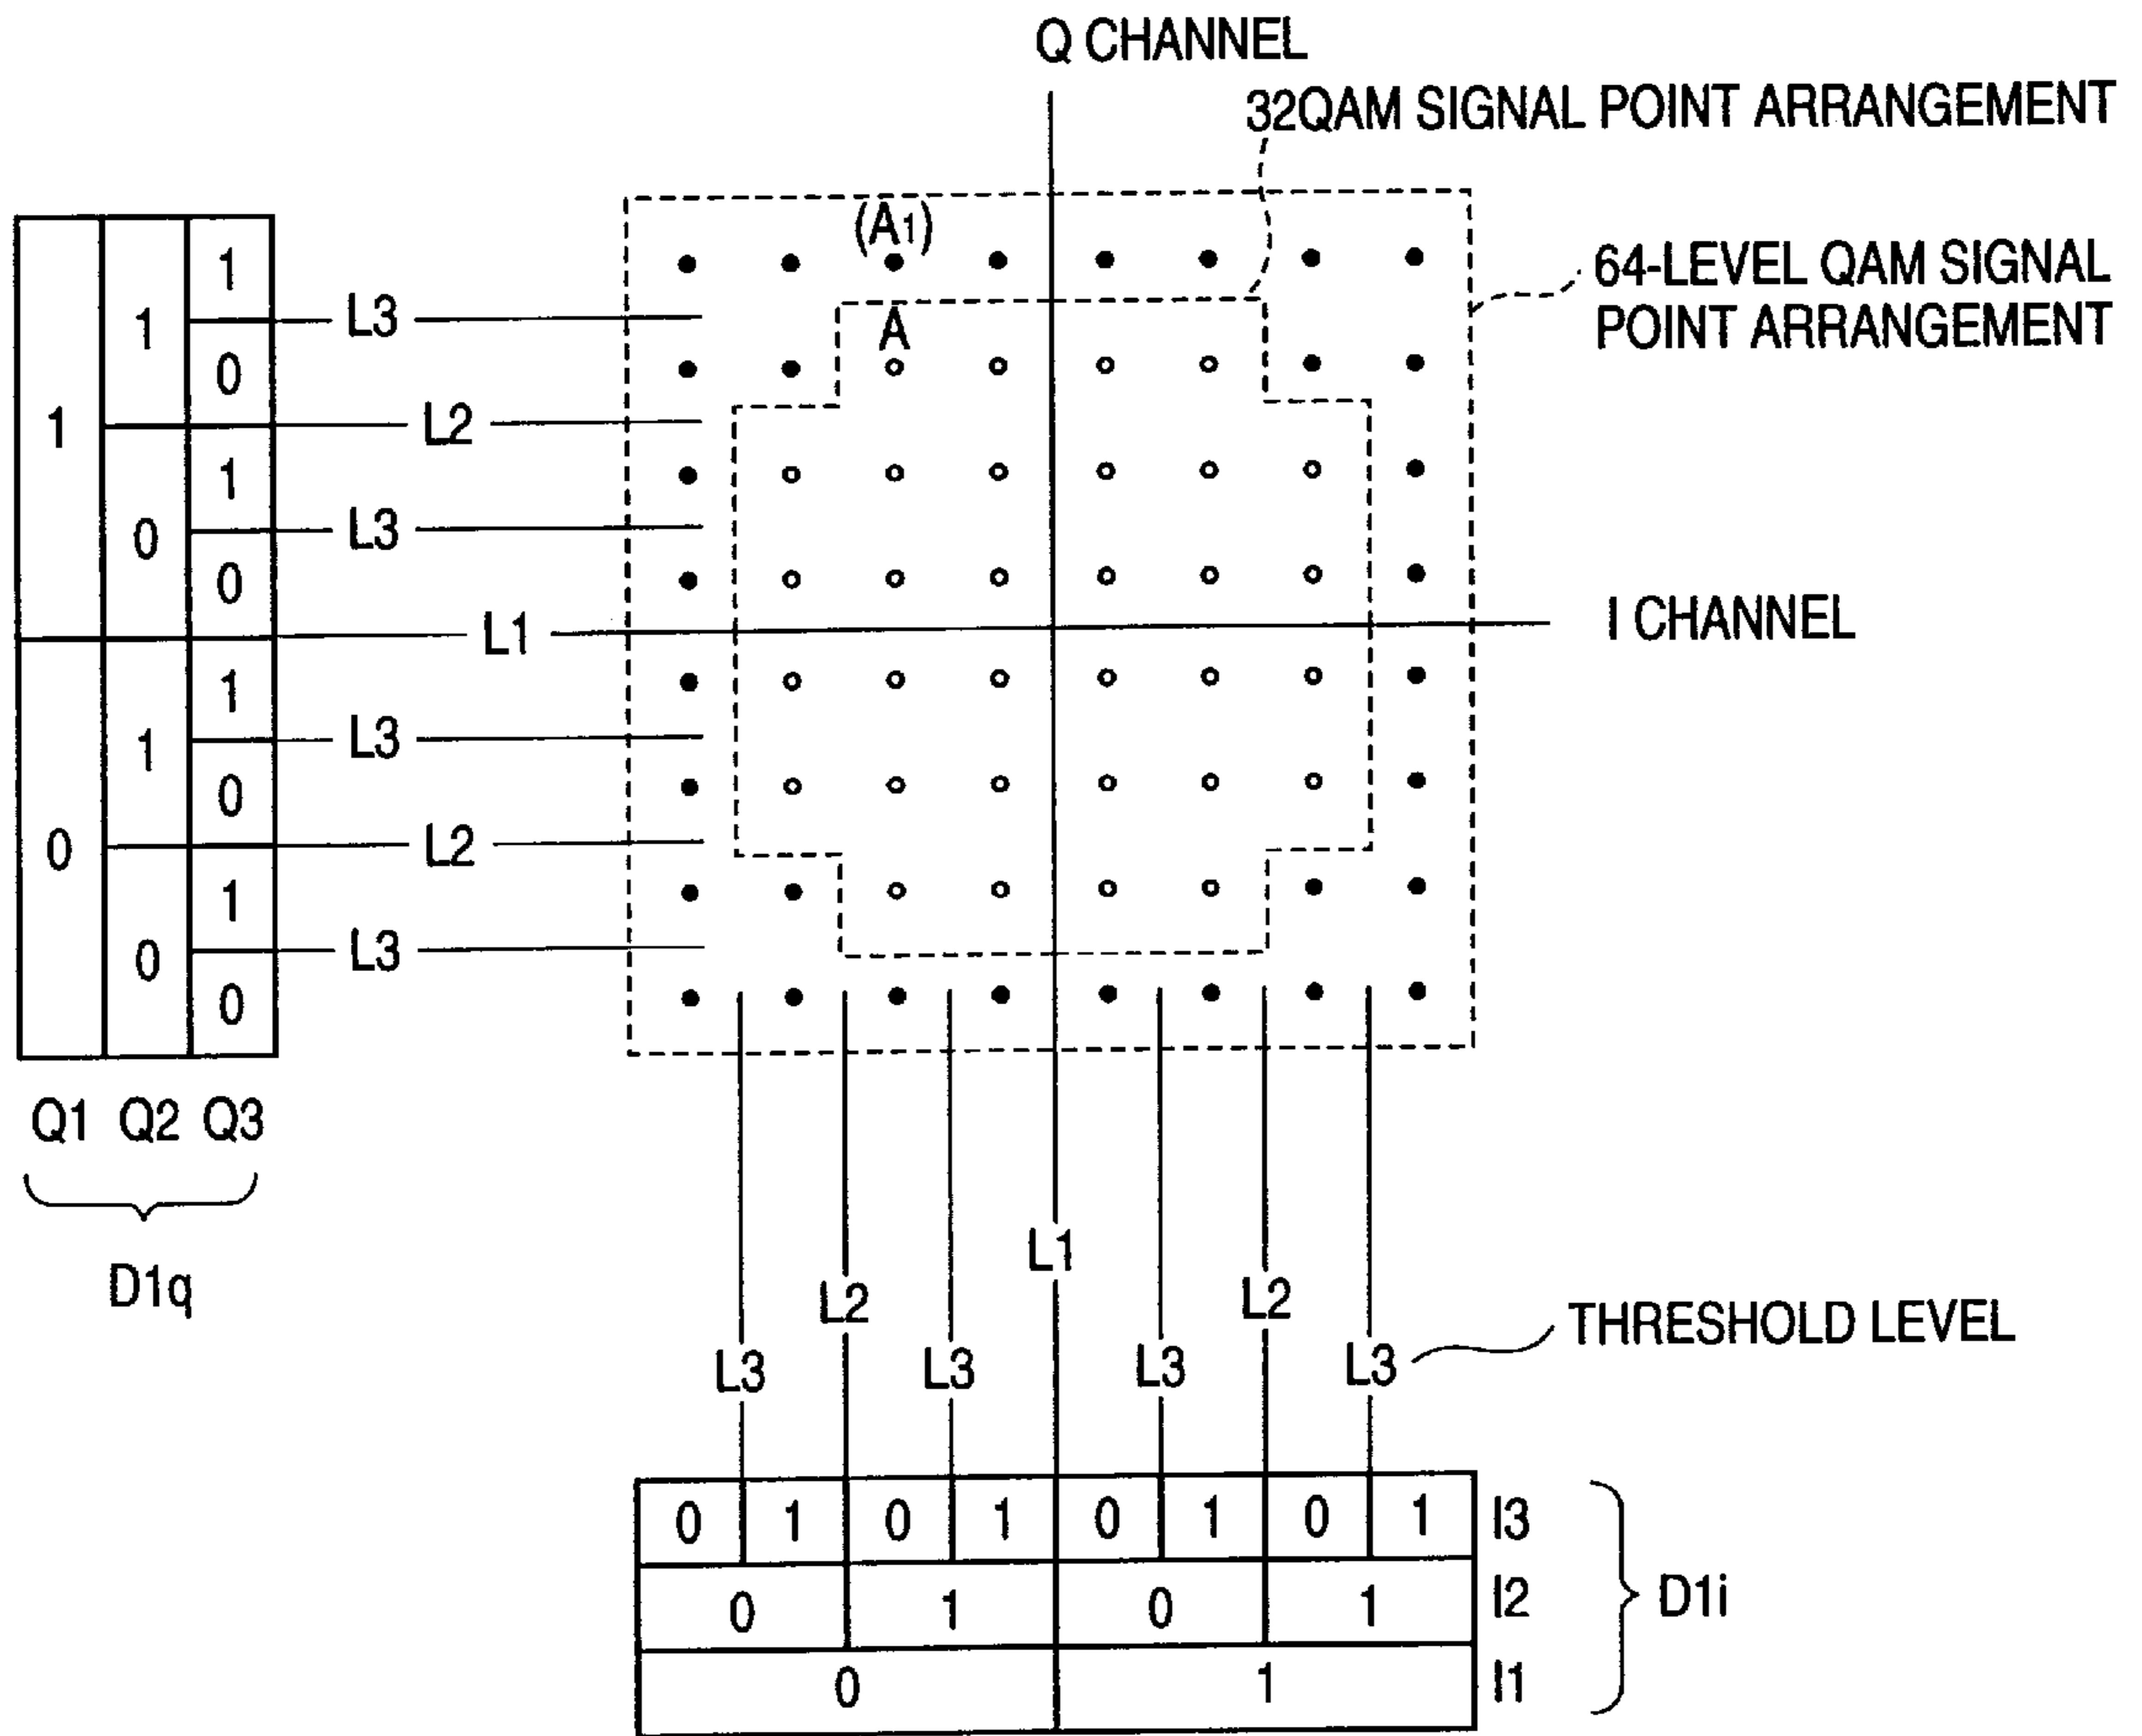 Q CHANNEL
32QAM SIGNAL POINT ARRANGEMENT
(A1)
64-LEVEL QAM SIGNAL
POINT ARRANGEMENT
A
1
1
1
L3
0
L2
0
1
L3
0
L1
I CHANNEL
0
1
1
L3
0
L2
0
1
L3
0
Q1 Q2 Q3
D1q
L1
L2
L2
L3
L3
L3
L3
THRESHOLD LEVEL
0 1 0 1 0 1 0 1 I3
0 1 0 1 I2
D1i
0 1 I1